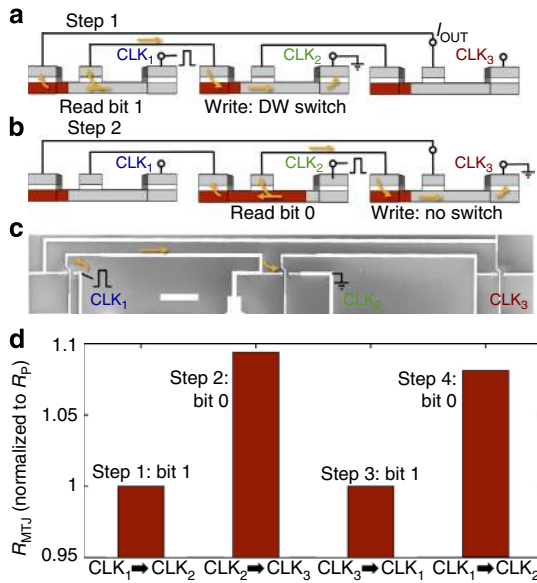 a
Step 1
I_OUT
CLK₁
CLK₂
CLK₃
Read bit 1
Write: DW switch
b
Step 2
CLK₁
CLK₂
CLK₃
Read bit 0
Write: no switch
c
CLK₁
CLK₂
CLK₃
d
R_MTJ (normalized to R_P)
1.1
1.05
1
0.95
Step 1: bit 1
Step 2:
bit 0
Step 3: bit 1
Step 4:
bit 0
CLK₁➡CLK₂
CLK₂➡CLK₃
CLK₃➡CLK₁
CLK₁➡CLK₂